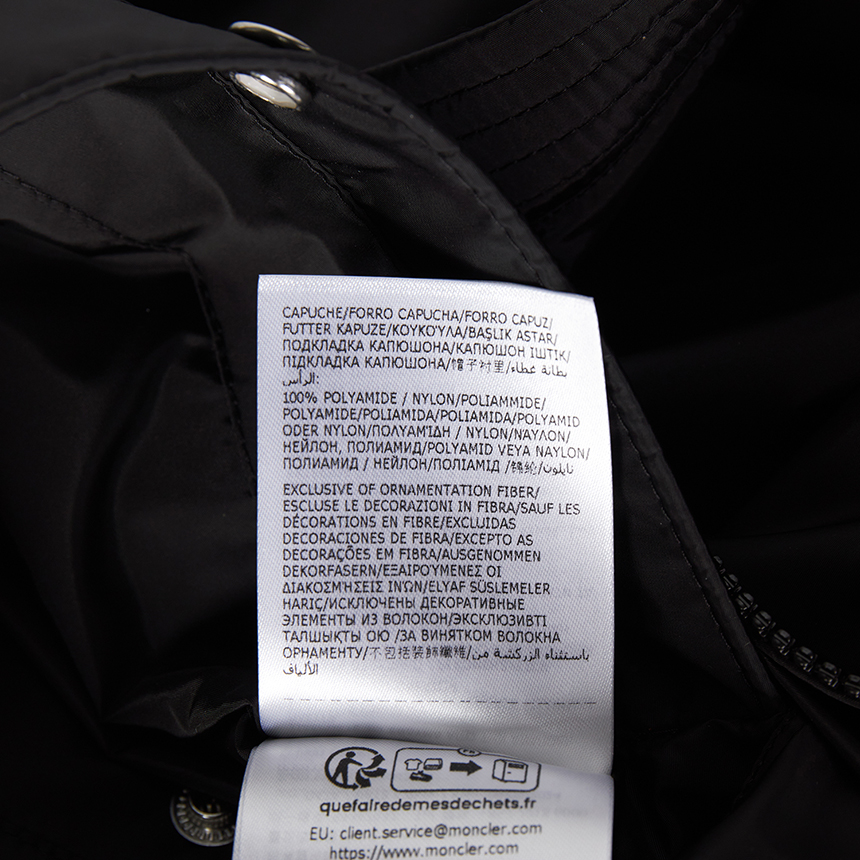 CAPUCHE/FORRO CAPUCHA/FORRO CAPUZ/
FUTTER KAPUZE/ΚΟΥΚΟΎΛΑ/BAŞLIK ASTAR/
ПОДКЛАДКА КАПЮШОНА/КАПЮШОН ІШТІК/
ПІДКЛАДКА КАПЮШОНА/帽子衬里/بطانة غطاء
الرأس:
100% POLYAMIDE / NYLON/POLIAMMIDE/
POLYAMIDE/POLIAMIDA/POLIAMIDA/POLYAMID
ODER NYLON/ΠΟΛΥΑΜΊΔΗ / NYLON/ΝΆΥΛΟΝ/
НЕЙЛОН, ПОЛИАМИД/POLYAMID VEYA NAYLON/
ПОЛИАМИД / НЕЙЛОН/ПОЛІАМІД /锦纶/نايلون
EXCLUSIVE OF ORNAMENTATION FIBER/
ESCLUSE LE DECORAZIONI IN FIBRA/SAUF LES
DÉCORATIONS EN FIBRE/EXCLUIDAS
DECORACIONES DE FIBRA/EXCEPTO AS
DECORAÇÕES EM FIBRA/AUSGENOMMEN
DEKORFASERN/ΕΞΑΙΡΟΎΜΕΝΕΣ ΟΙ
ΔΙΑΚΟΣΜΉΣΕΙΣ ΙΝΏΝ/ELYAF SÜSLEMELER
HARİÇ/ИСКЛЮЧЕНЫ ДЕКОРАТИВНЫЕ
ЭЛЕМЕНТЫ ИЗ ВОЛОКОН/ЭКСКЛЮЗИВТІ
ТАЛШЫҚТЫ ОЮ /ЗА ВИНЯТКОМ ВОЛОКНА
ОРНАМЕНТУ/不包括装飾纖维/باستثناء الزركشة من
الألياف
FR
quefairedemesdechets.fr
EU: client.service@moncler.com
https://www.moncler.com